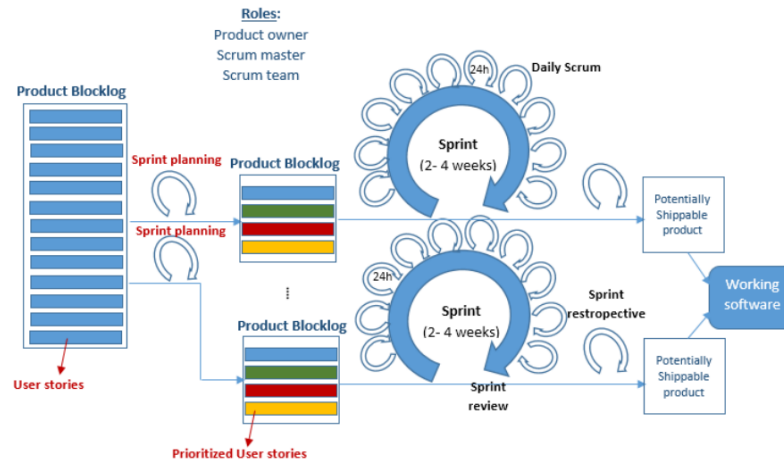 Roles:
Product owner
Scrum master
Scrum team
Product Blocklog
Sprint planning
Sprint planning
User stories
Product Blocklog
Product Blocklog
Prioritized User stories
24h
Daily Scrum
Sprint
(2- 4 weeks)
24h
Sprint
(2- 4 weeks)
Sprint
review
Sprint
restropective
Potentially
Shippable
product
Potentially
Shippable
product
Working
software